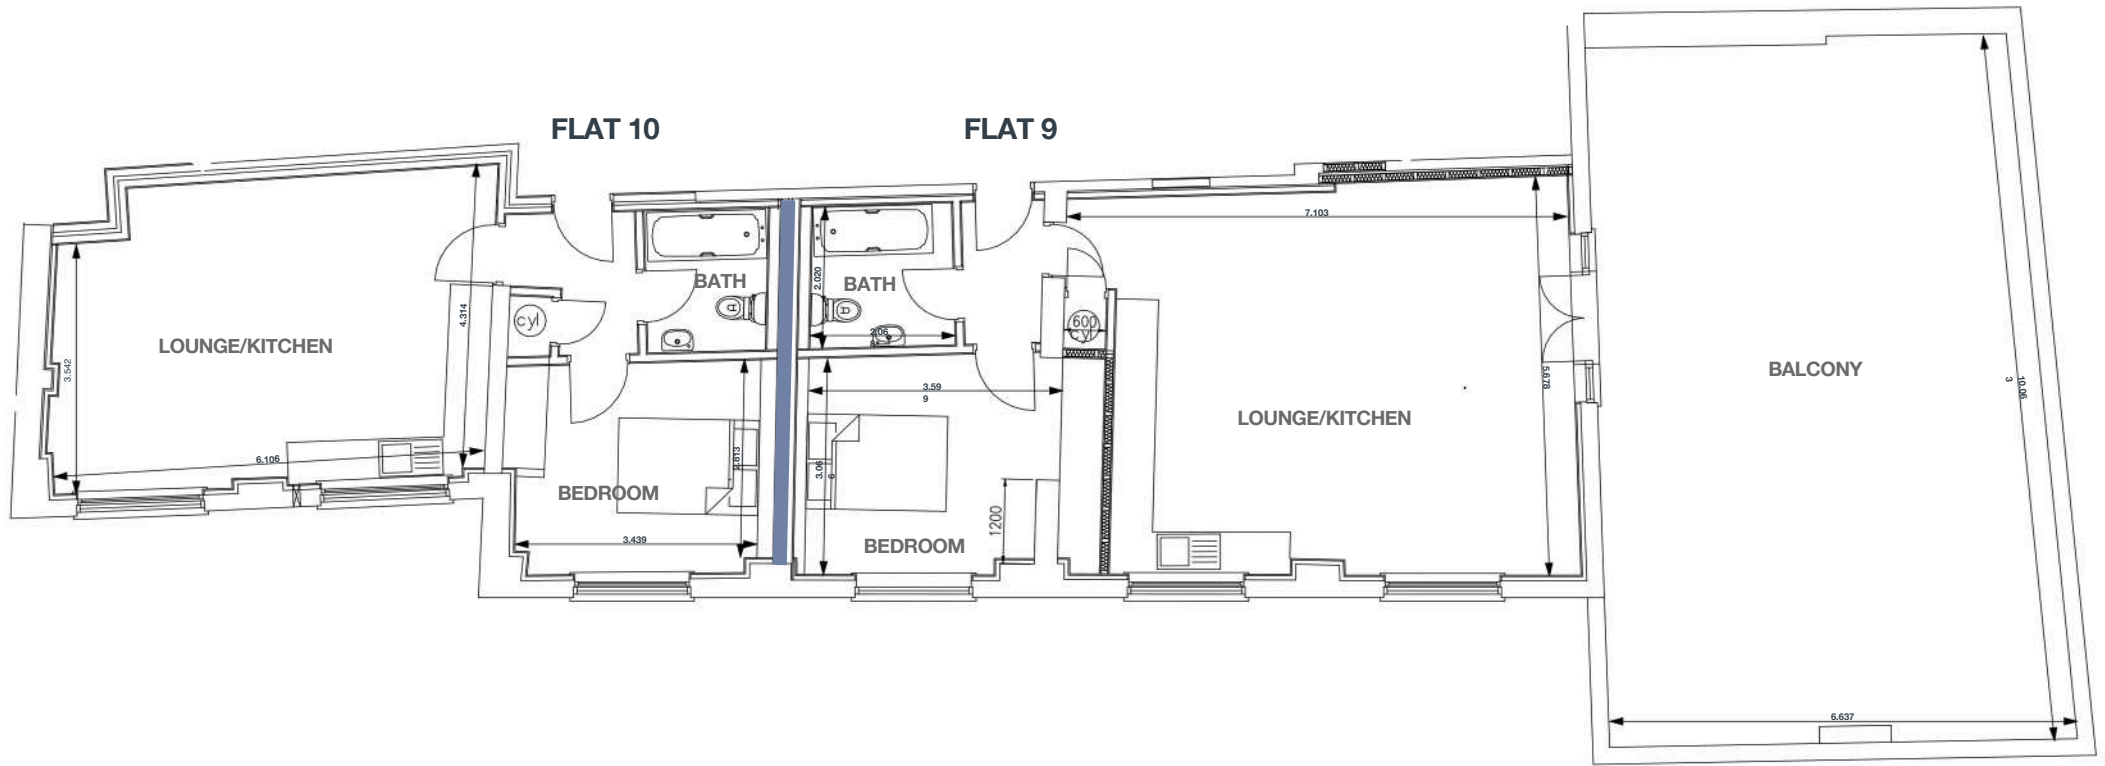 FLAT 10
FLAT 9
7.103
BATH
BATH
2.020
4.314
cyl
600
cyl
2.06
8
LOUNGE/KITCHEN
3.542
BALCONY
5.678
10.06
3
3.59
9
LOUNGE/KITCHEN
6.106
2.813
3.06
6
BEDROOM
1200
3.439
BEDROOM
6.637